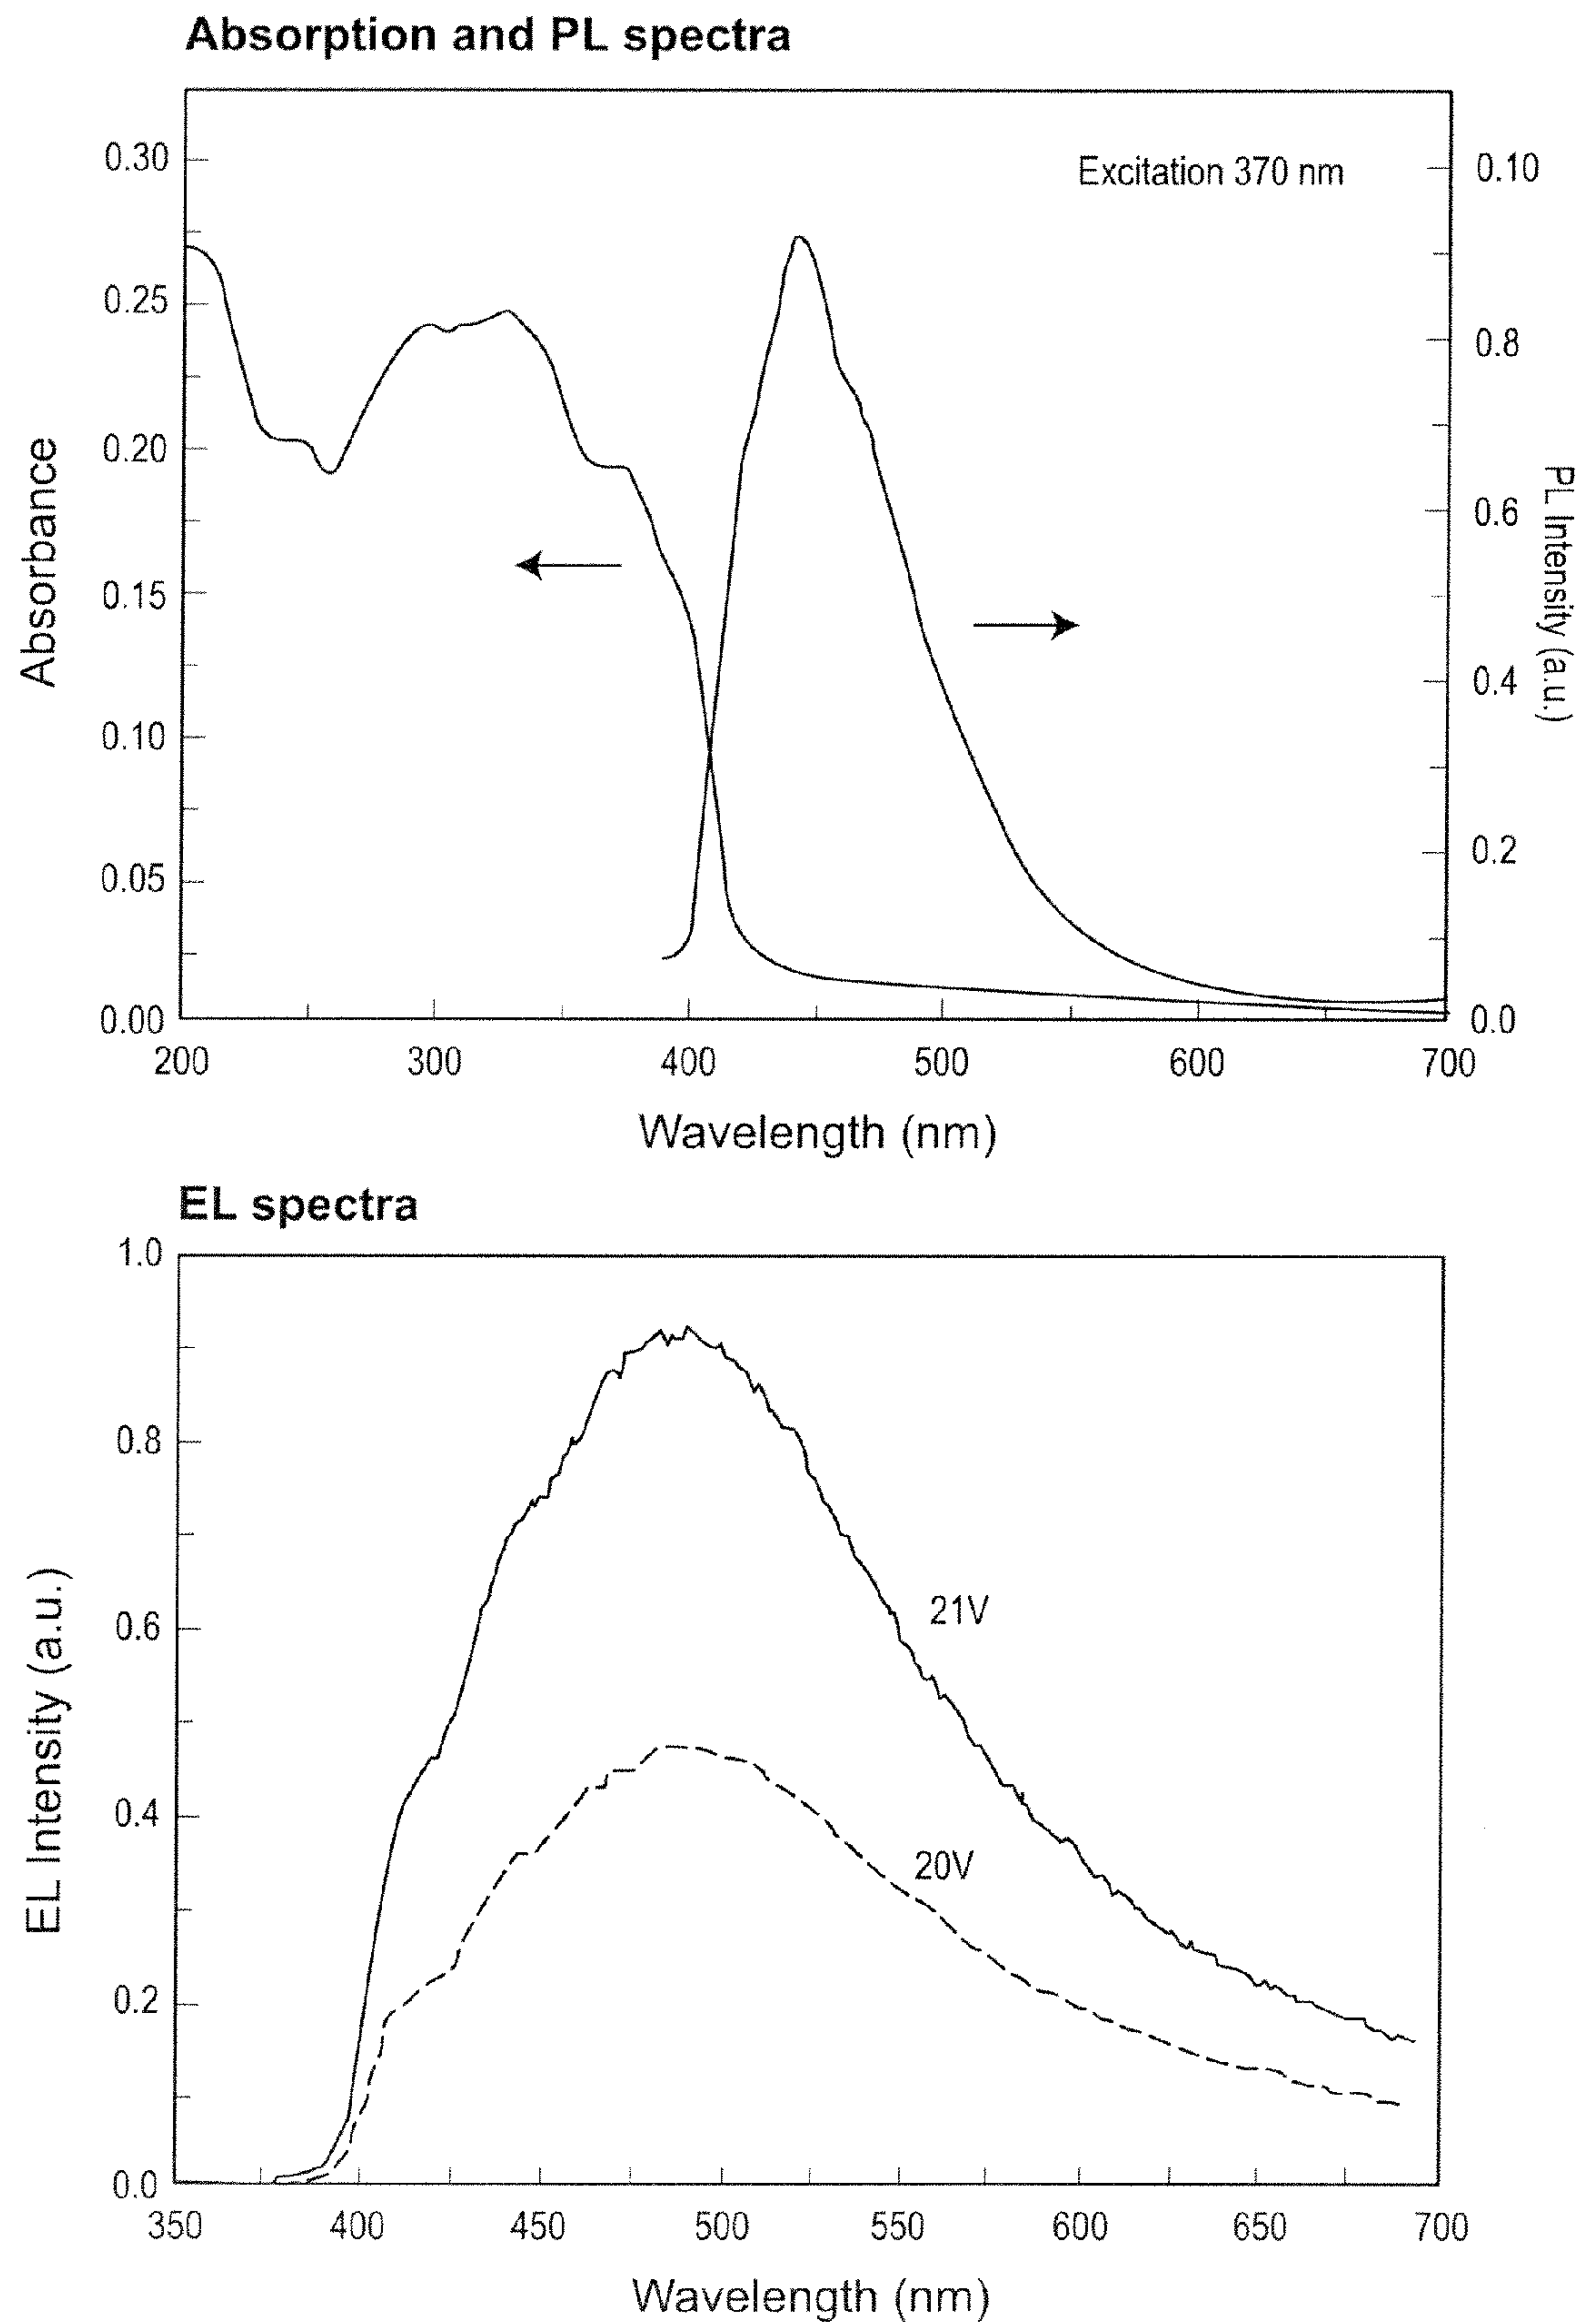 Absorption and PL spectra
Excitation 370 nm
0.30
0.25
0.20
0.15
0.10
0.05
0.00
Absorbance
0.10
0.8
0.6
0.4
0.2
0.0
PL Intensity (a.u.)
200 300 400 500 600 700
Wavelength (nm)
EL spectra
1.0
0.8
0.6
0.4
0.2
0.0
EL Intensity (a.u.)
21V
20V
350 400 450 500 550 600 650 700
Wavelength (nm)